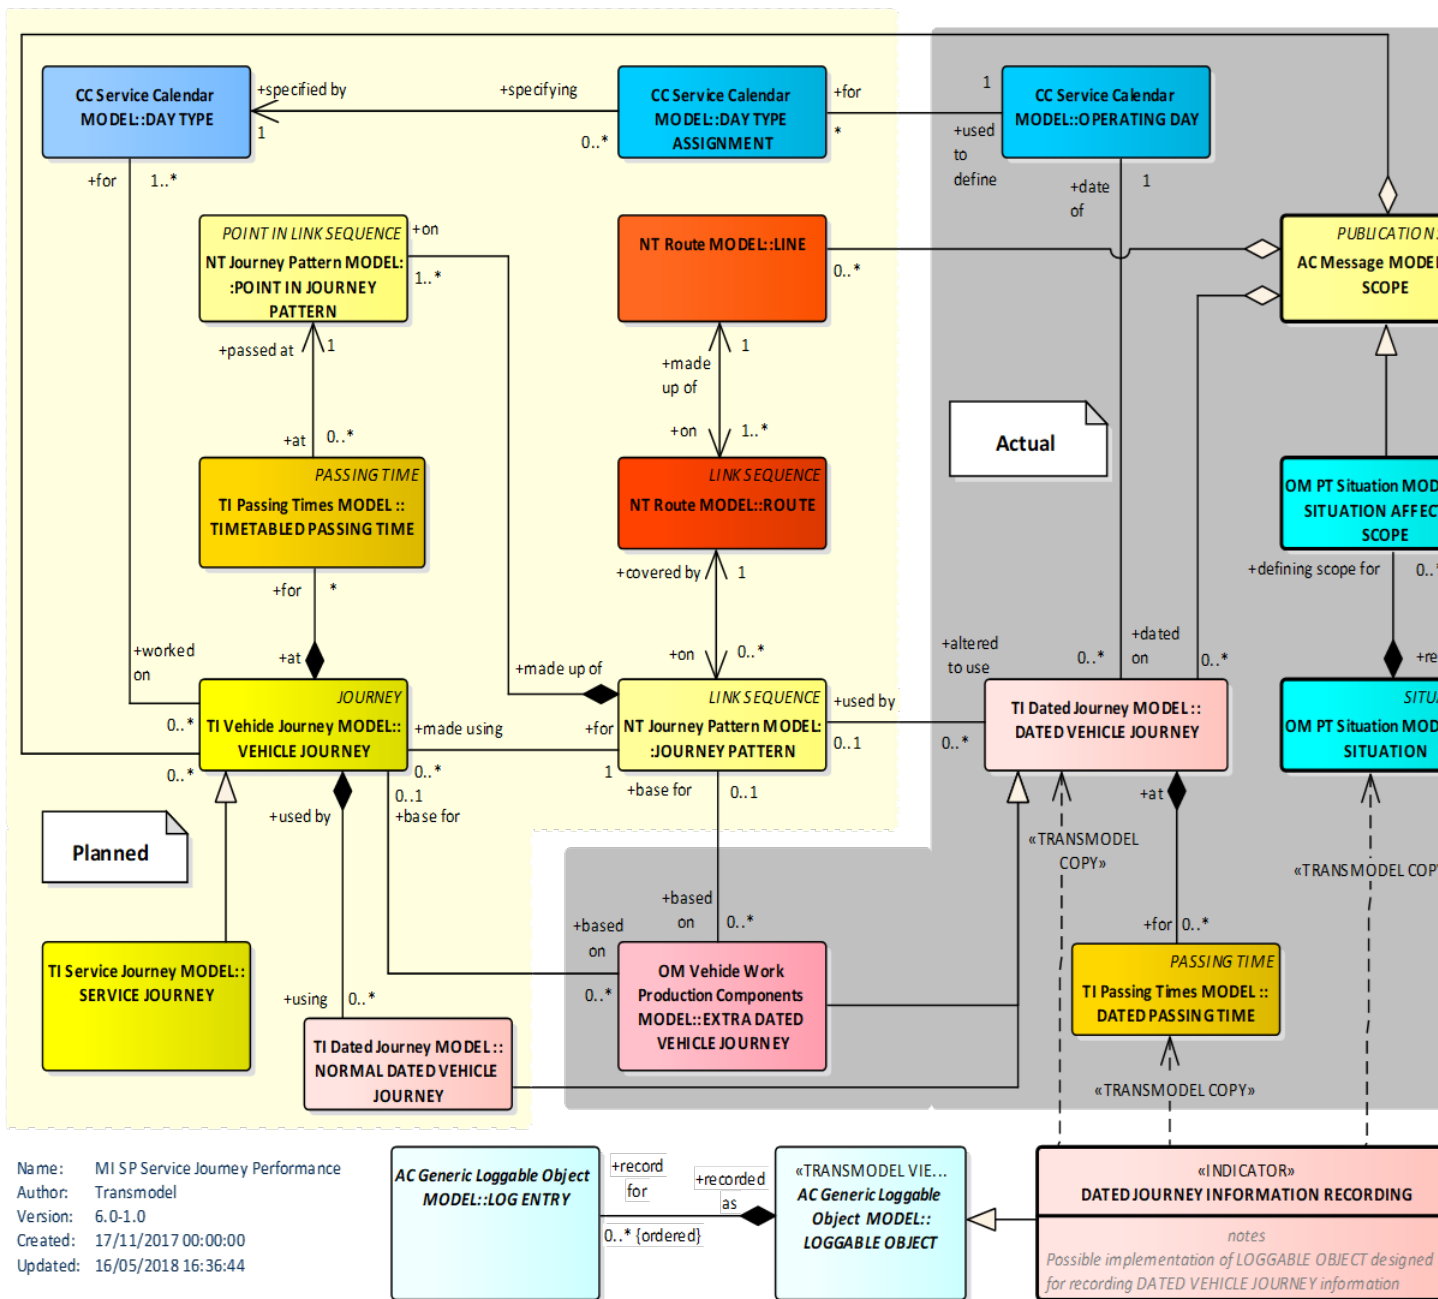 CC Service Calendar
MODEL::DAY TYPE
+specified by
1
+specifying
0..*
CC Service Calendar
MODEL::DAY TYPE
ASSIGNMENT
+for
*
1
+used
to
define
CC Service Calendar
MODEL::OPERATING DAY
+for
1..*
+date
of
1
POINT IN LINK SEQUENCE
NT Journey Pattern MODEL:
:POINT IN JOURNEY
PATTERN
+on
1..*
NT Route MODEL::LINE
0..*
PUBLICATION
AC Message MODEL
SCOPE
+passed at
1
+made
up of
1
Actual
+at
0..*
+on
1..*
PASSING TIME
TI Passing Times MODEL ::
TIMETABLED PASSING TIME
LINK SEQUENCE
NT Route MODEL::ROUTE
OM PT Situation MOD
SITUATION AFFEC
SCOPE
+for
*
+covered by
1
+defining scope for
0..*
+worked
on
+at
+made up of
+on
0..*
+altered
to use
0..*
+dated
on
0..*
+re
0..*
JOURNEY
TI Vehicle Journey MODEL::
VEHICLE JOURNEY
+made using
+for
LINK SEQUENCE
NT Journey Pattern MODEL:
:JOURNEY PATTERN
+used by
0..1
0..*
TI Dated Journey MODEL ::
DATED VEHICLE JOURNEY
SITU
OM PT Situation MOD
SITUATION
0..*
0..*
0..1
+base for
1
+base for
0..1
+used by
+at
Planned
«TRANSMODEL
COPY»
«TRANSMODEL COP
+based
on
0..*
+based
on
0..*
+for
0..*
TI Service Journey MODEL::
SERVICE JOURNEY
OM Vehicle Work
Production Components
MODEL::EXTRA DATED
VEHICLE JOURNEY
PASSING TIME
TI Passing Times MODEL ::
DATED PASSING TIME
+using
0..*
TI Dated Journey MODEL ::
NORMAL DATED VEHICLE
JOURNEY
«TRANSMODEL COPY»
Name: MI SP Service Journey Performance
Author: Transmodel
Version: 6.0-1.0
Created: 17/11/2017 00:00:00
Updated: 16/05/2018 16:36:44
AC Generic Loggable Object
MODEL::LOG ENTRY
+record
for
0..* {ordered}
+recorded
as
«TRANSMODEL VIE...
AC Generic Loggable
Object MODEL::
LOGGABLE OBJECT
«INDICATOR»
DATED JOURNEY INFORMATION RECORDING
notes
Possible implementation of LOGGABLE OBJECT designed
for recording DATED VEHICLE JOURNEY information